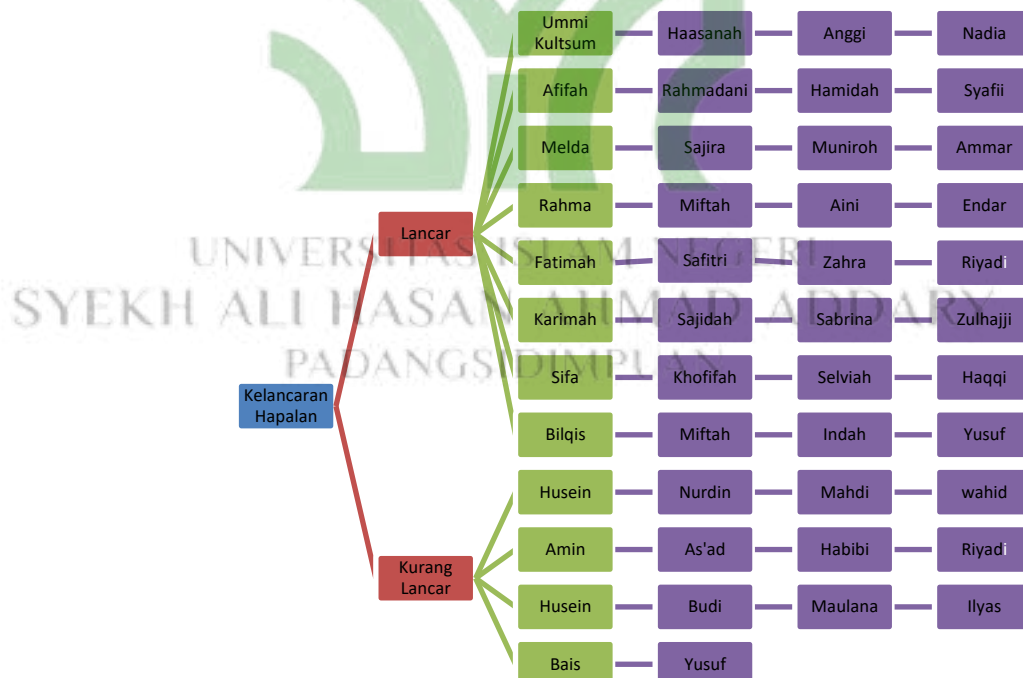 Ummi
Kultsum
Haasanah
Anggi
Nadia
Afifah
Rahmadani
Hamidah
Syafii
Melda
Sajira
Muniroh
Ammar
Rahma
Miftah
Aini
Endar
Lancar
UNIVERSITAS ISLAM NEGERI
Fatimah
Safitri
Zahra
Riyadi
SYEKH ALI HASAN AHMAD ADDARY
Karimah
Sajidah
Sabrina
Zulhajji
PADANGSIDIMPUAN
Sifa
Khofifah
Selviah
Haqqi
Kelancaran
Hapalan
Bilqis
Miftah
Indah
Yusuf
Husein
Nurdin
Mahdi
wahid
Amin
As'ad
Habibi
Riyadi
Kurang
Lancar
Husein
Budi
Maulana
Ilyas
Bais
Yusuf